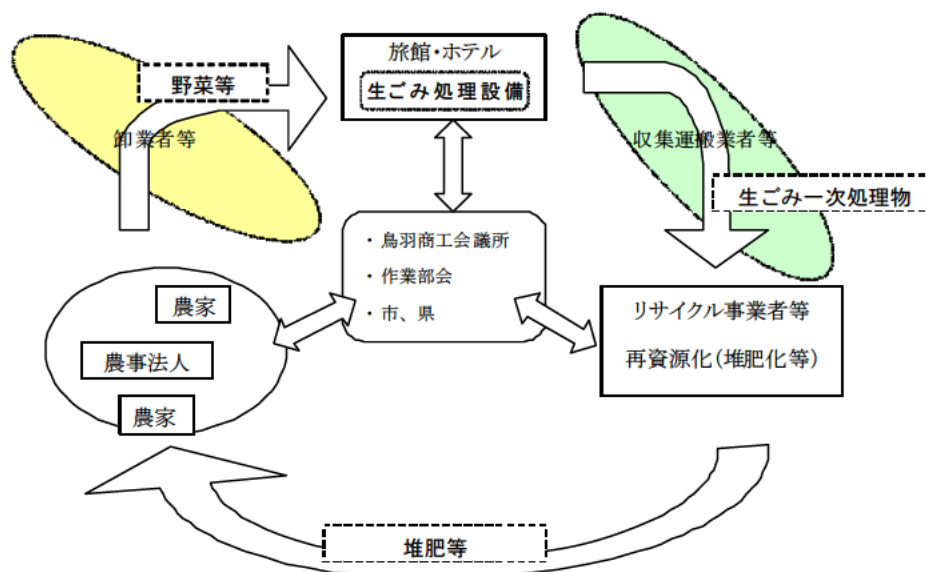 旅館・ホテル
生ごみ処理設備
野菜等
卸業者等
収集運搬業者等
生ごみ一次処理物
・鳥羽商工会議所
・作業部会
・市、県
農家
農事法人
農家
リサイクル事業者等
再資源化(堆肥化等)
堆肥等